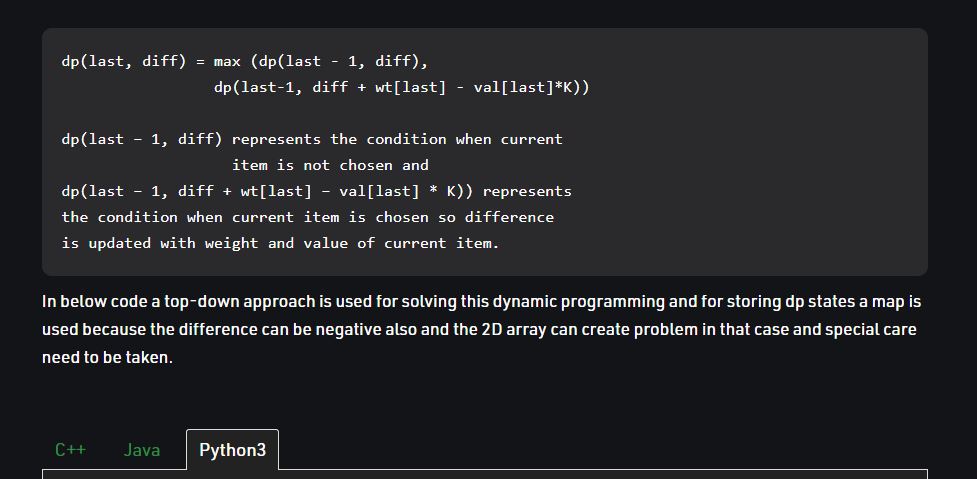 dp(last, diff) = max (dp(last - 1, diff),
dp(last-1, diff + wt[last] - val[last]*K))
dp(last - 1, diff) represents the condition when current
item is not chosen and
dp(last - 1, diff + wt[last] - val[last] * K)) represents
the condition when current item is chosen so difference
is updated with weight and value of current item.
In below code a top-down approach is used for solving this dynamic programming and for storing dp states a map is
used because the difference can be negative also and the 2D array can create problem in that case and special care
need to be taken.
C++ Java Python3